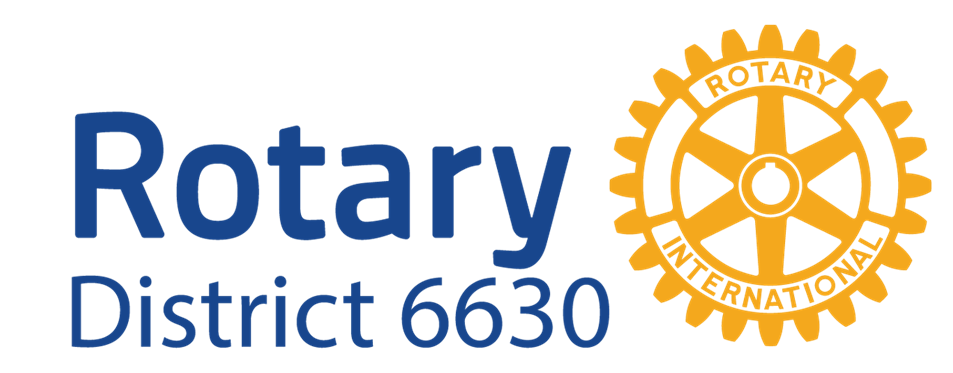 Rotary
District 6630
ROTARY
INTERNATIONAL